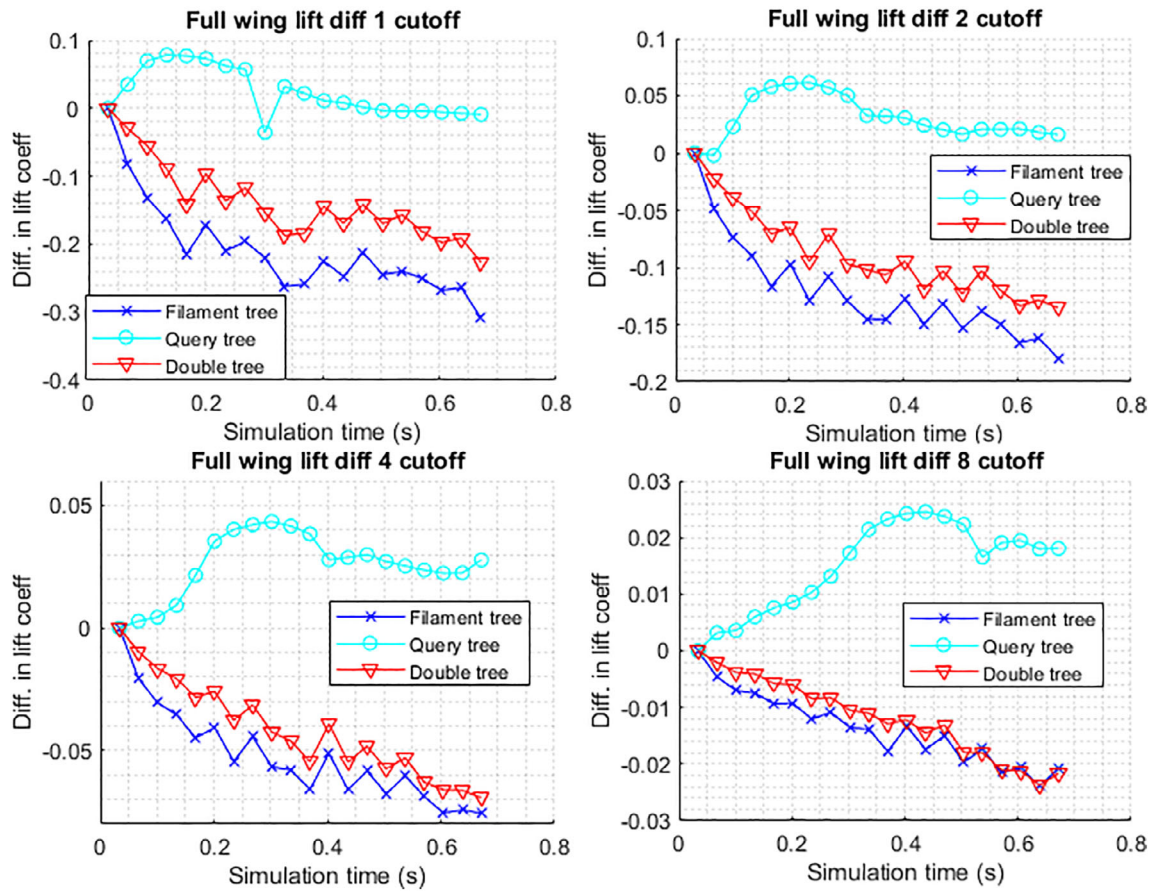 Full wing lift diff 1 cutoff
0.1
0
-0.1
-0.2
-0.3
-0.4
Diff. in lift coeff
Filament tree
Query tree
Double tree
0
0.2
0.4
0.6
0.8
Simulation time (s)
Full wing lift diff 2 cutoff
0.1
0.05
0
-0.05
-0.1
-0.15
-0.2
Diff. in lift coeff
Filament tree
Query tree
Double tree
0
0.2
0.4
0.6
0.8
Simulation time (s)
Full wing lift diff 4 cutoff
0.05
0
-0.05
Diff. in lift coeff
Filament tree
Query tree
Double tree
0
0.2
0.4
0.6
0.8
Simulation time (s)
Full wing lift diff 8 cutoff
0.03
0.02
0.01
0
-0.01
-0.02
-0.03
Diff. in lift coeff
Filament tree
Query tree
Double tree
0
0.2
0.4
0.6
0.8
Simulation time (s)